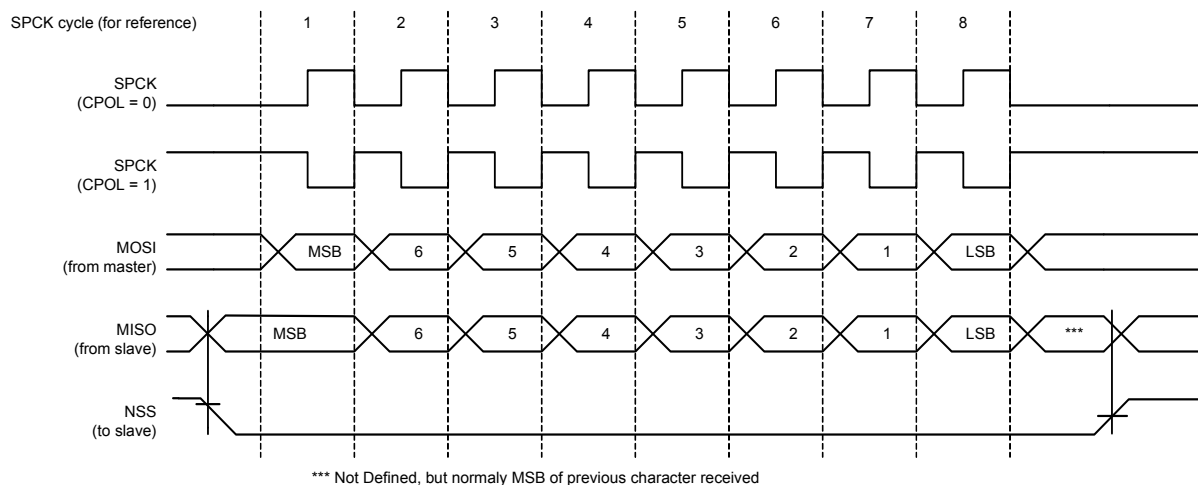 SPCK cycle (for reference) 1 2 3 4 5 6 7 8
SPCK
(CPOL = 0)
SPCK
(CPOL = 1)
MOSI
(from master)
MSB 6 5 4 3 2 1 LSB
MISO
(from slave)
MSB 6 5 4 3 2 1 LSB ***
NSS
(to slave)
*** Not Defined, but normaly MSB of previous character received